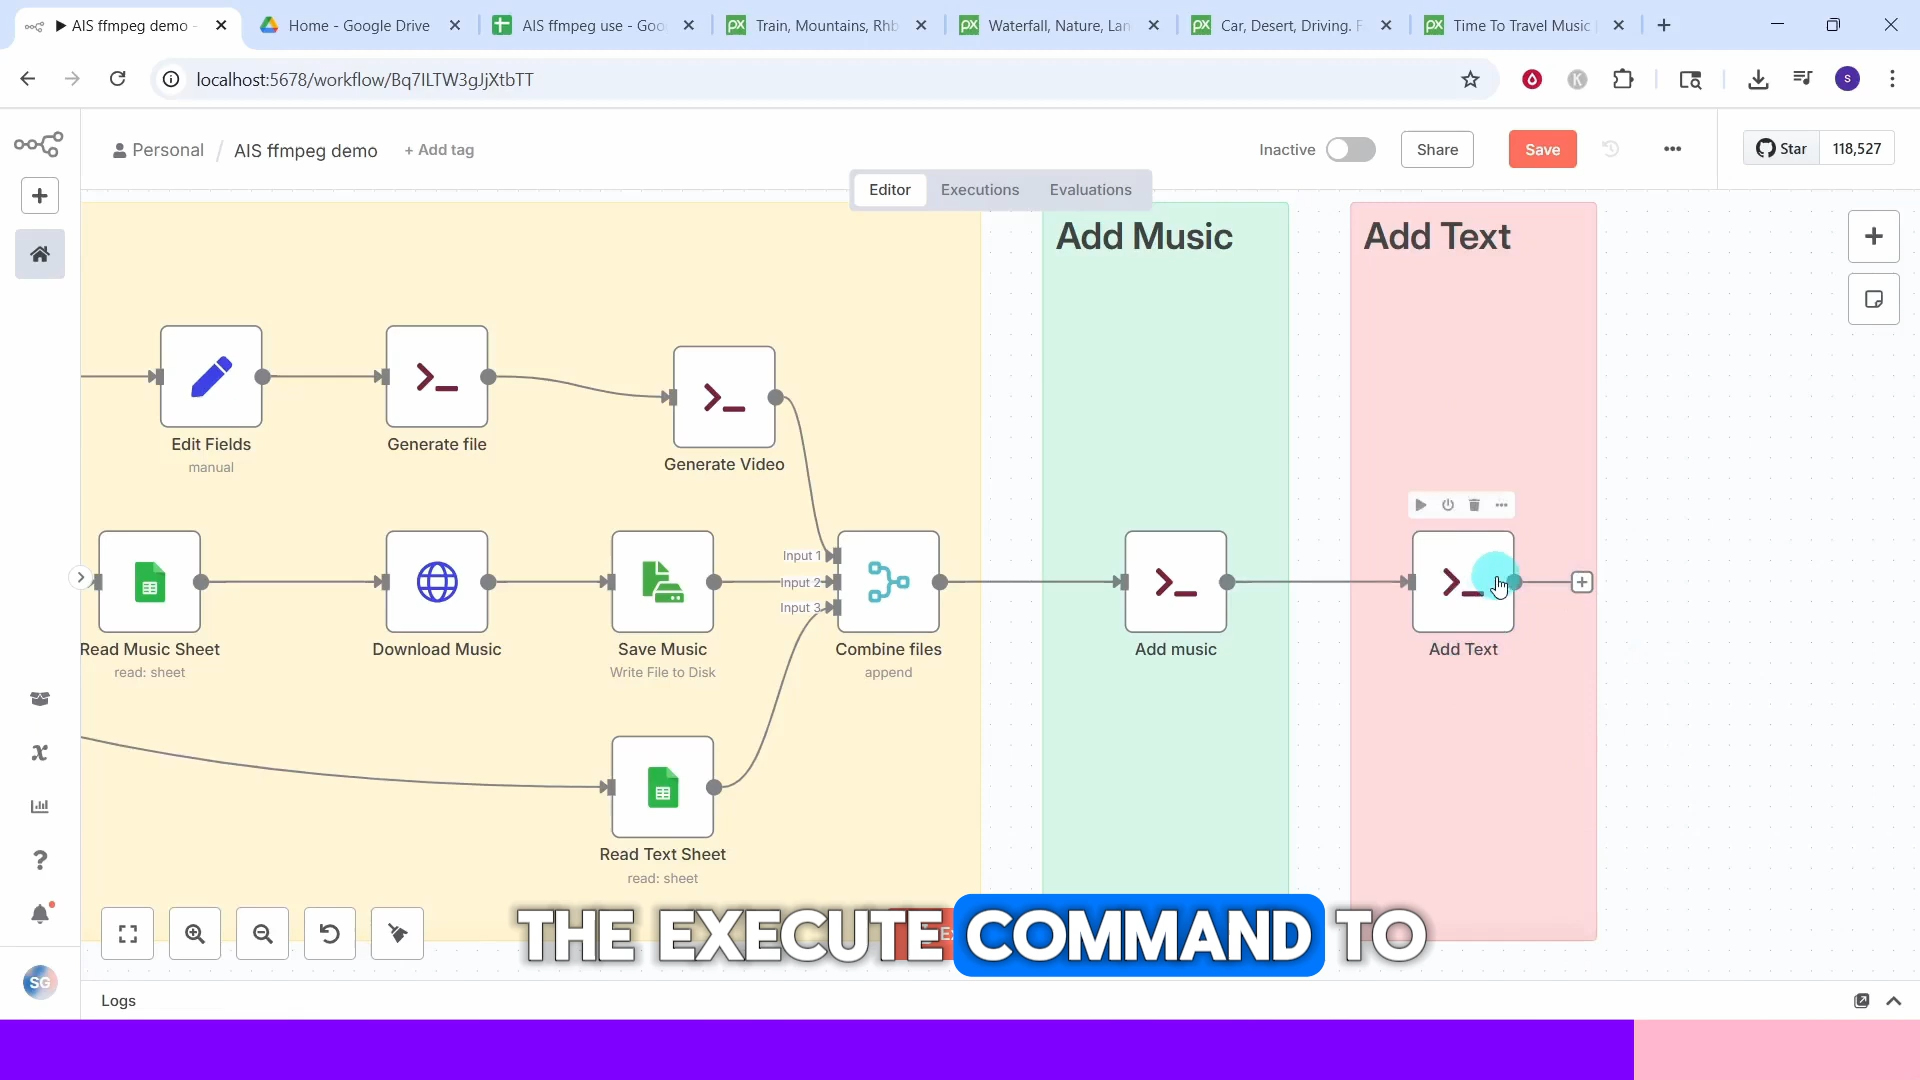 AIS ffmpeg demo -
Home - Google Drive
AIS ffmpeg use - Goo
Train, Mountains, Rhb
Waterfall, Nature, Lan
Car, Desert, Driving. F
Time To Travel Music
localhost:5678/workflow/Bq7ILTW3gJjXtbTT
K
S
Personal / AIS ffmpeg demo + Add tag
Inactive
Share
Save
Star 118,527
Editor Executions Evaluations
Add Music
Add Text
Edit Fields
manual
Generate file
Generate Video
Input 1
Input 2
Input 3
Read Music Sheet
read: sheet
Download Music
Save Music
Write File to Disk
Combine files
append
Add music
Add Text
Read Text Sheet
read: sheet
THE EXECUTE COMMAND TO
SG
Logs